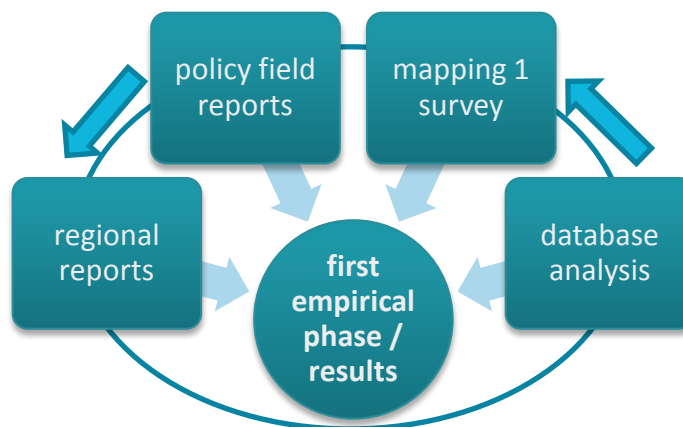 policy field
reports
mapping 1
survey
regional
reports
database
analysis
first
empirical
phase /
results